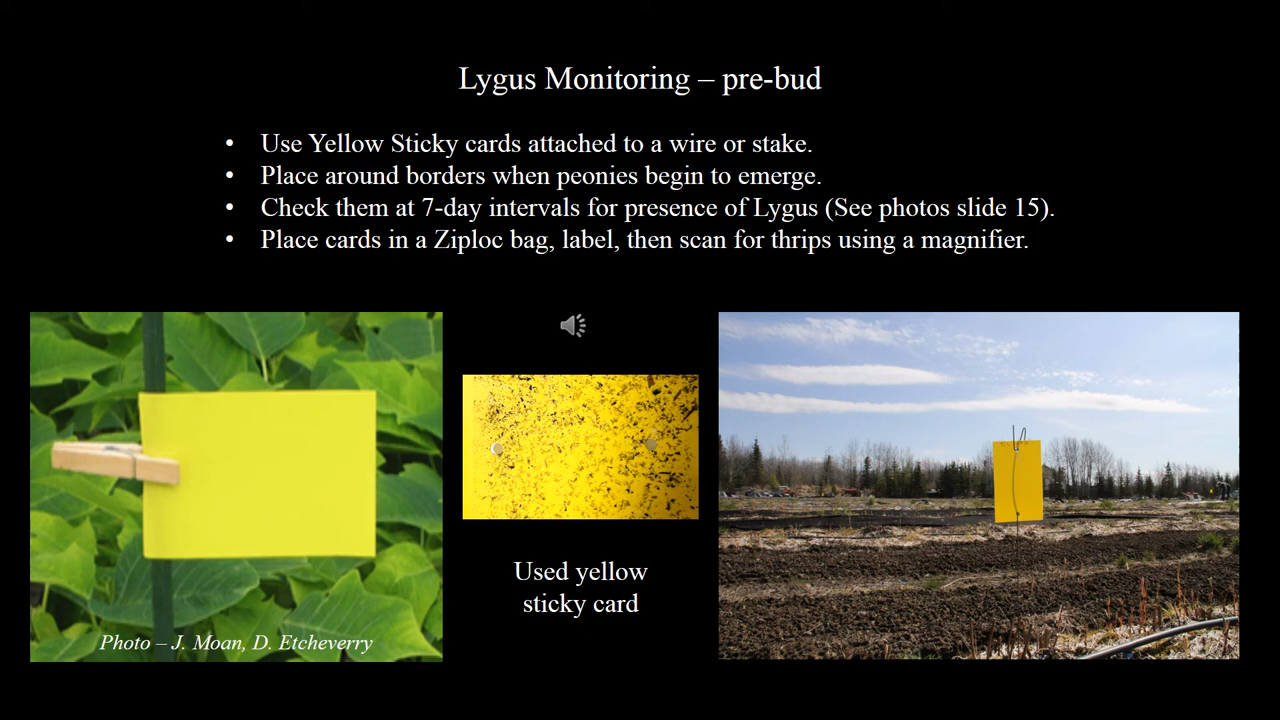 Lygus Monitoring – pre-bud
• Use Yellow Sticky cards attached to a wire or stake.
• Place around borders when peonies begin to emerge.
• Check them at 7-day intervals for presence of Lygus (See photos slide 15).
• Place cards in a Ziploc bag, label, then scan for thrips using a magnifier.
Used yellow
sticky card
Photo – J. Moan, D. Etcheverry